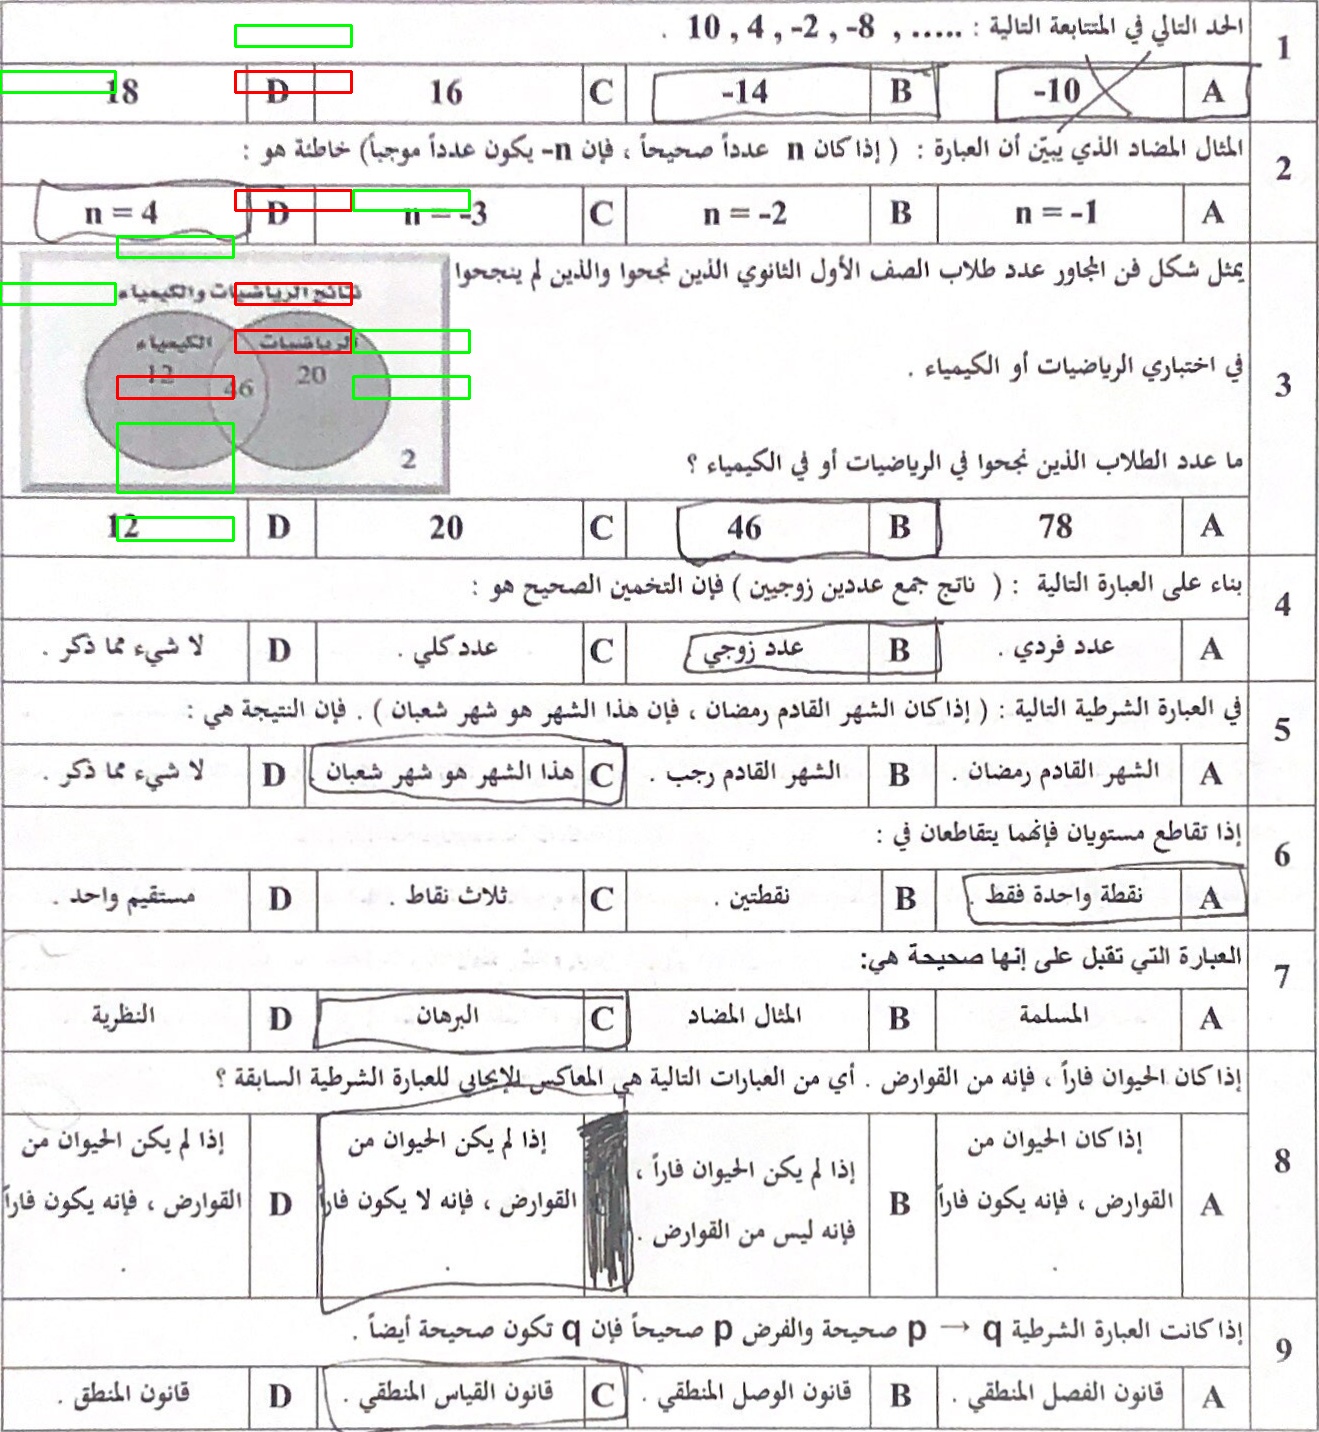 1
الحد التالي في المتتابعة التالية : ..... , 10 , 4 , -2 , -8 .
A -10 B -14 C 16 D 18
2
المثال المضاد الذي يبيّن أن العبارة : ( إذا كان n عدداً صحيحاً ، فإن n- يكون عدداً موجباً) خاطئة هو :
A n = -1 B n = -2 C n = -3 D n = 4
3
يمثل شكل فن المجاور عدد طلاب الصف الأول الثانوي الذين نجحوا والذين لم ينجحوا
في اختباري الرياضيات أو الكيمياء .
ما عدد الطلاب الذين نجحوا في الرياضيات أو في الكيمياء ؟
نتائج الرياضيات والكيمياء
الرياضيات الكيمياء
20 46 12
2
A 78 B 46 C 20 D 12
4
بناء على العبارة التالية : ( ناتج جمع عددين زوجيين ) فإن التخمين الصحيح هو :
A عدد فردي . B عدد زوجي C عدد كلي . D لا شيء مما ذكر .
5
في العبارة الشرطية التالية : ( إذا كان الشهر القادم رمضان ، فإن هذا الشهر هو شهر شعبان ) . فإن النتيجة هي :
A الشهر القادم رمضان B الشهر القادم رجب . C هذا الشهر هو شهر شعبان . D لا شيء مما ذكر .
6
إذا تقاطع مستويان فإنهما يتقاطعان في :
A نقطة واحدة فقط . B نقطتين . C ثلاث نقاط . D مستقيم واحد .
7
العبارة التي تقبل على إنها صحيحة هي:
A المسلمة B المثال المضاد C البرهان D النظرية
8
إذا كان الحيوان فاراً ، فإنه من القوارض . أي من العبارات التالية هي المعاكس الإيجابي للعبارة الشرطية السابقة ؟
A إذا كان الحيوان من
القوارض ، فإنه يكون فاراً
.
B إذا لم يكن الحيوان فاراً ،
فإنه ليس من القوارض .
C إذا لم يكن الحيوان من
القوارض ، فإنه لا يكون فاراً
.
D إذا لم يكن الحيوان من
القوارض ، فإنه يكون فاراً
.
9
إذا كانت العبارة الشرطية p → q صحيحة والفرض p صحيحاً فإن q تكون صحيحة أيضاً .
A قانون الفصل المنطقي . B قانون الوصل المنطقي . C قانون القياس المنطقي . D قانون المنطق .